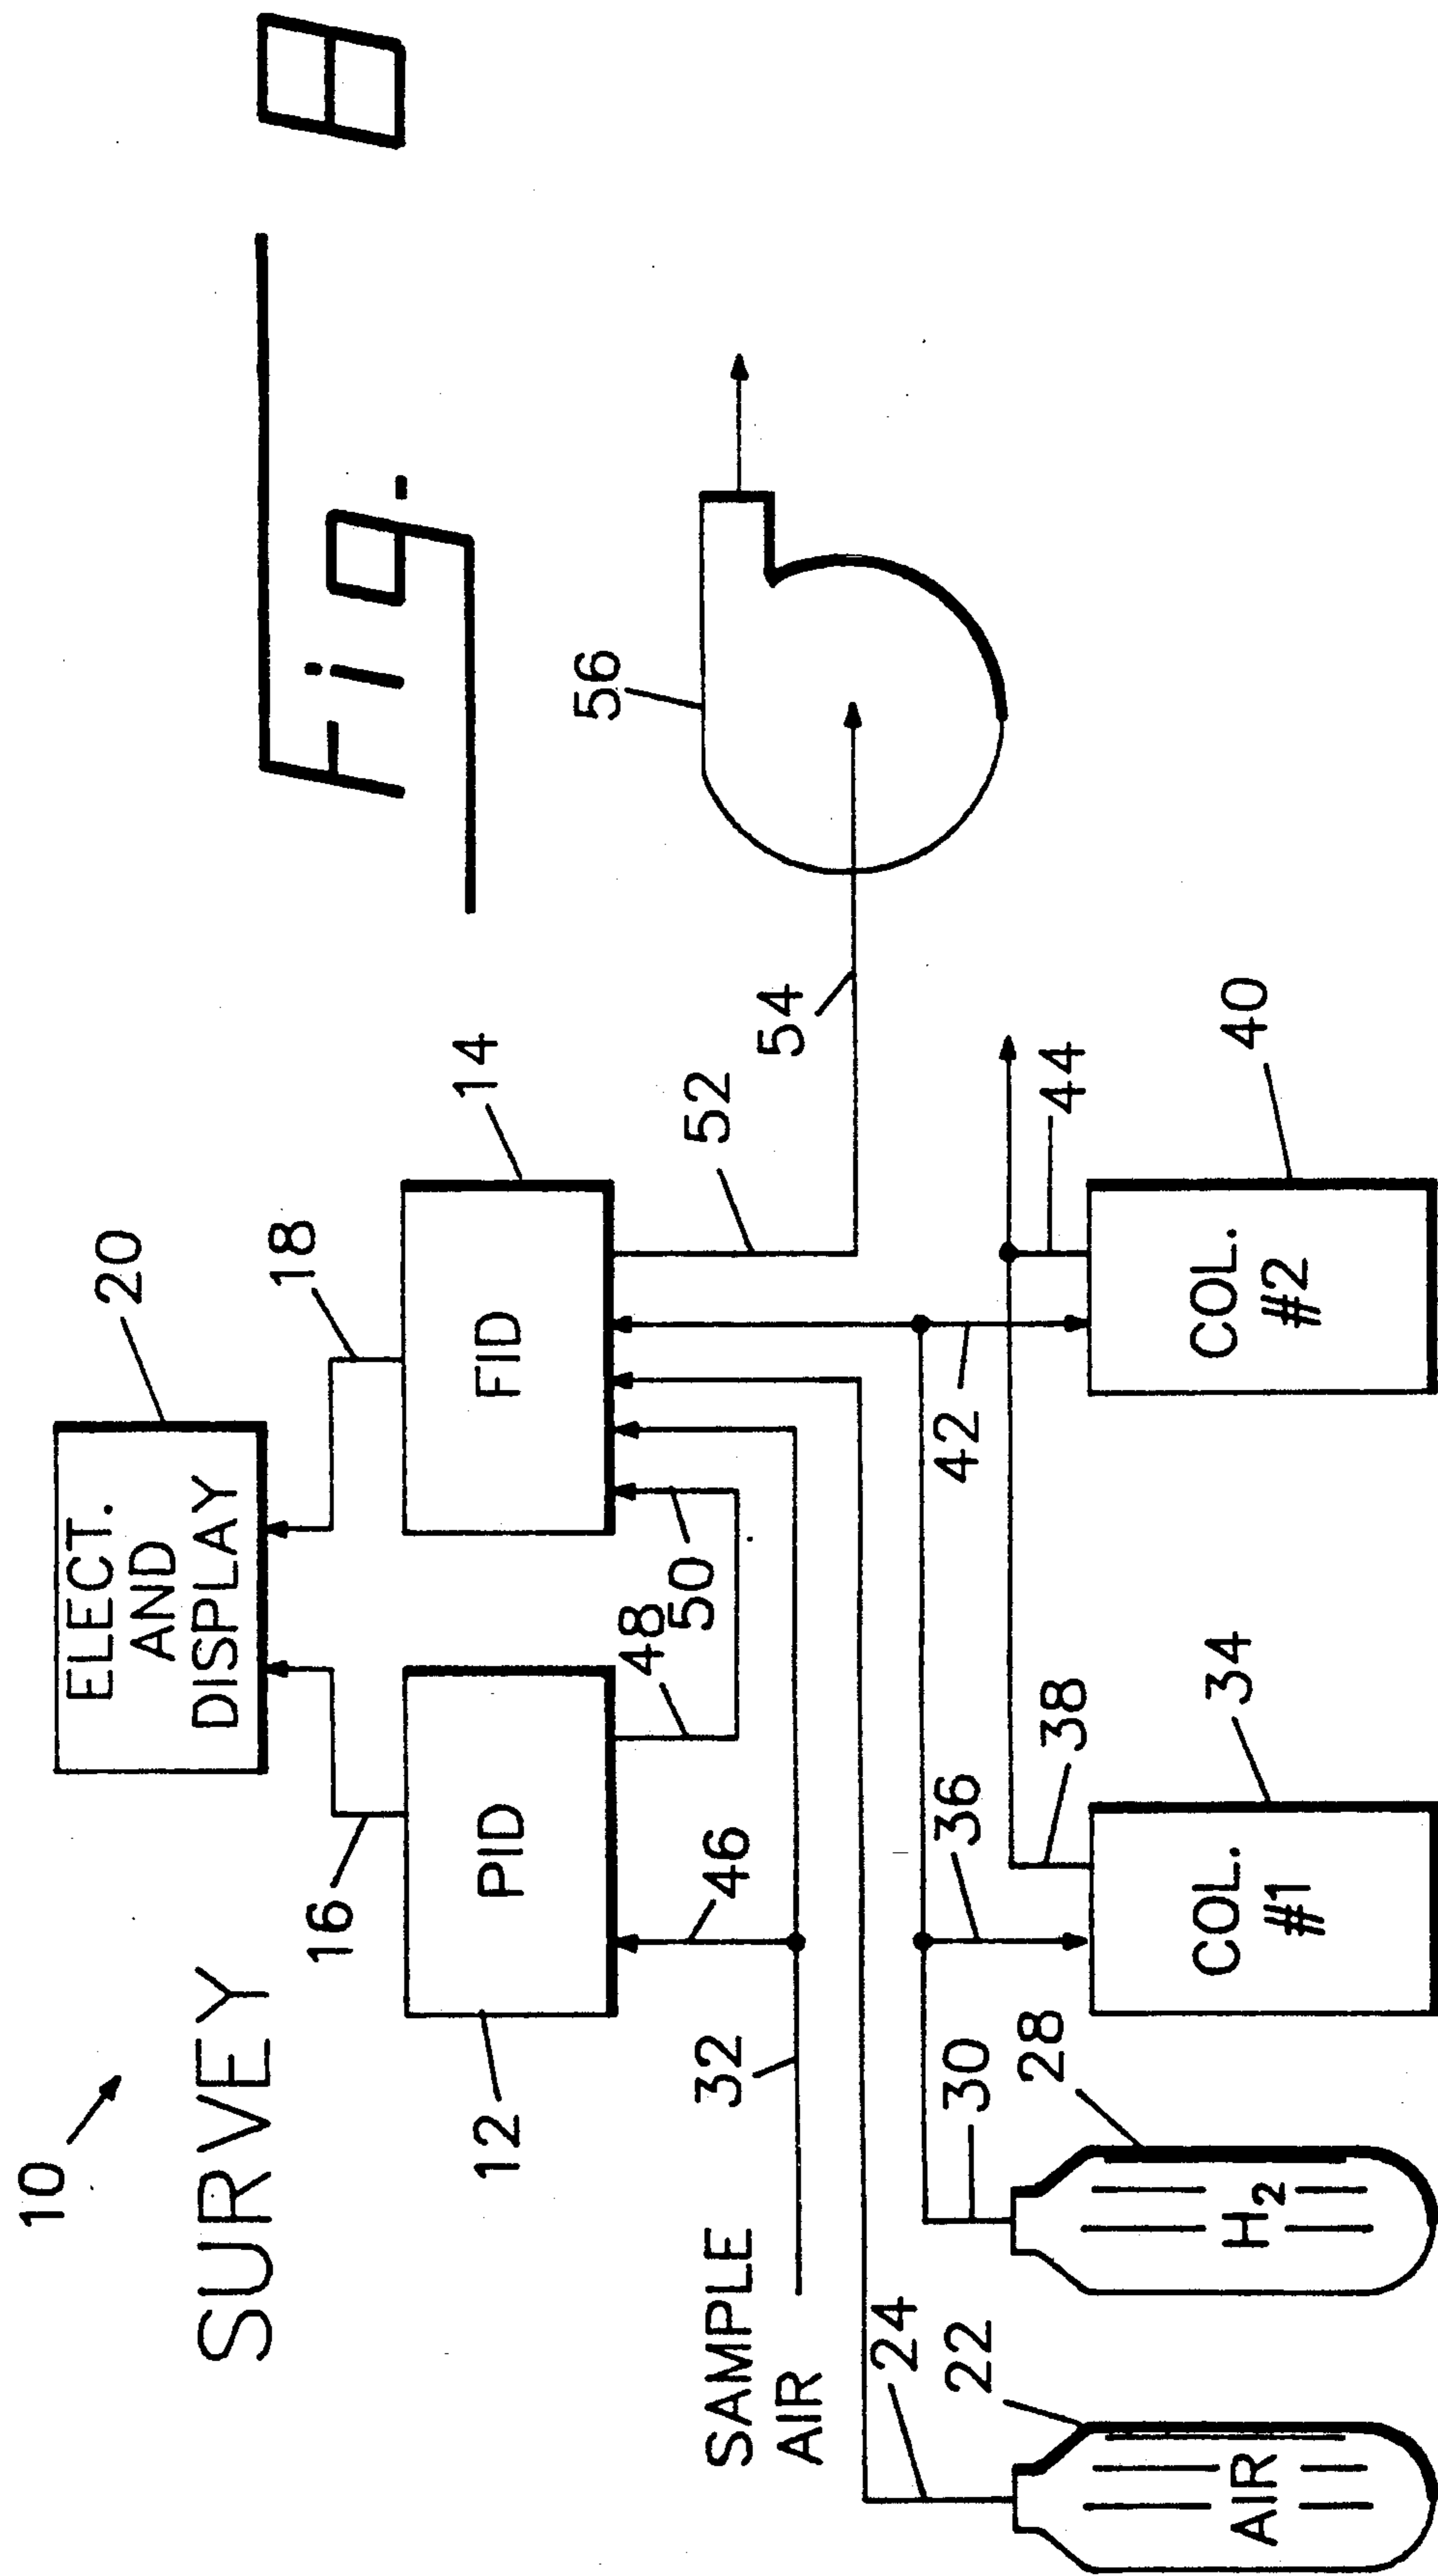 10
SURVEY
20
ELECT.
AND
DISPLAY
Fig. 8
16
18
12
PID
FID
14
48
50
52
56
46
SAMPLE
AIR
32
54
24
30
36
42
22
28
38
44
34
40
AIR
H₂
COL.
#1
COL.
#2